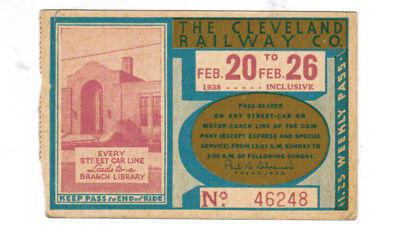 THE CLEVELAND
RAILWAY CO.
FEB. 20 TO FEB. 26
1938 INCLUSIVE
PASS BEARER
ON ANY STREET-CAR OR
MOTOR-COACH LINE OF THE COM-
PANY (EXCEPT EXPRESS AND SPECIAL
SERVICE) FROM 12:01 A.M. SUNDAY TO
3:00 A.M. OF FOLLOWING SUNDAY.
No. 46248
$1.25 WEEKLY PASS
EVERY
STREET CAR LINE
Leads to a
BRANCH LIBRARY
KEEP PASS to END of RIDE